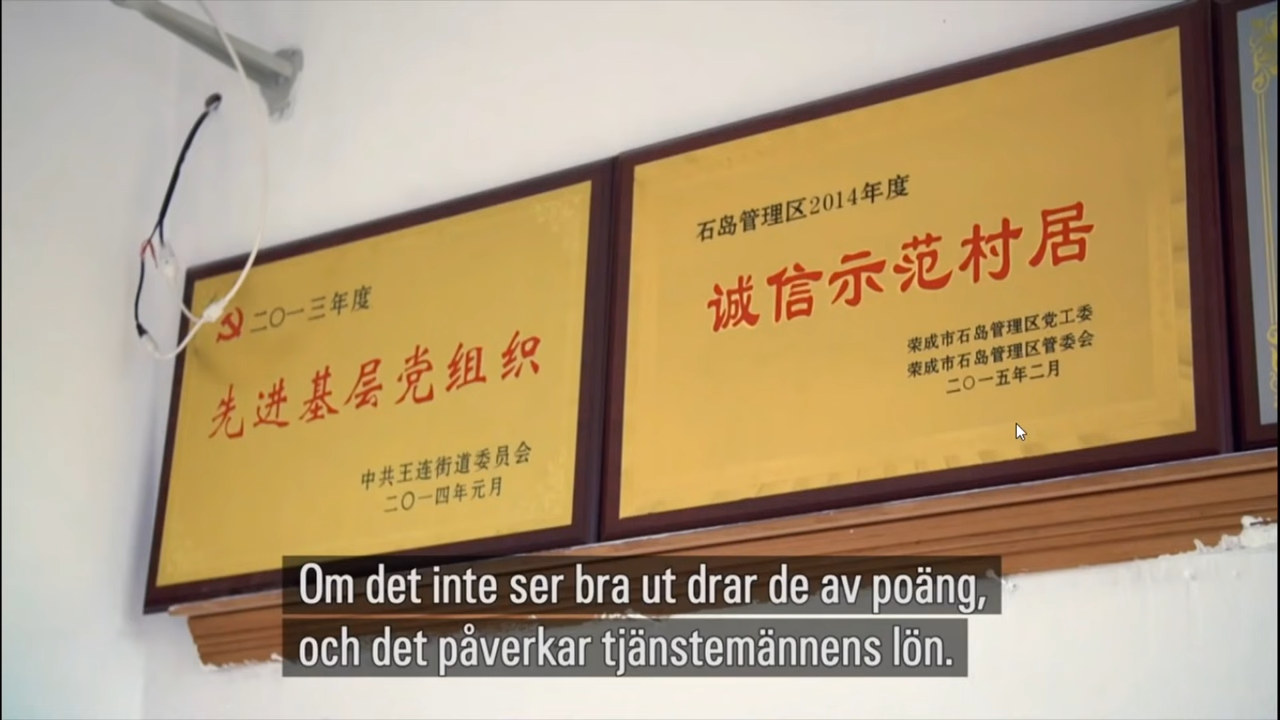 二〇一三年度
先进基层党组织
中共王连街道委员会
二〇一四年元月
石岛管理区2014年度
诚信示范村居
荣成市石岛管理区党工委
荣成市石岛管理区管委会
二〇一五年二月
Om det inte ser bra ut drar de av poäng,
och det påverkar tjänstemännens lön.